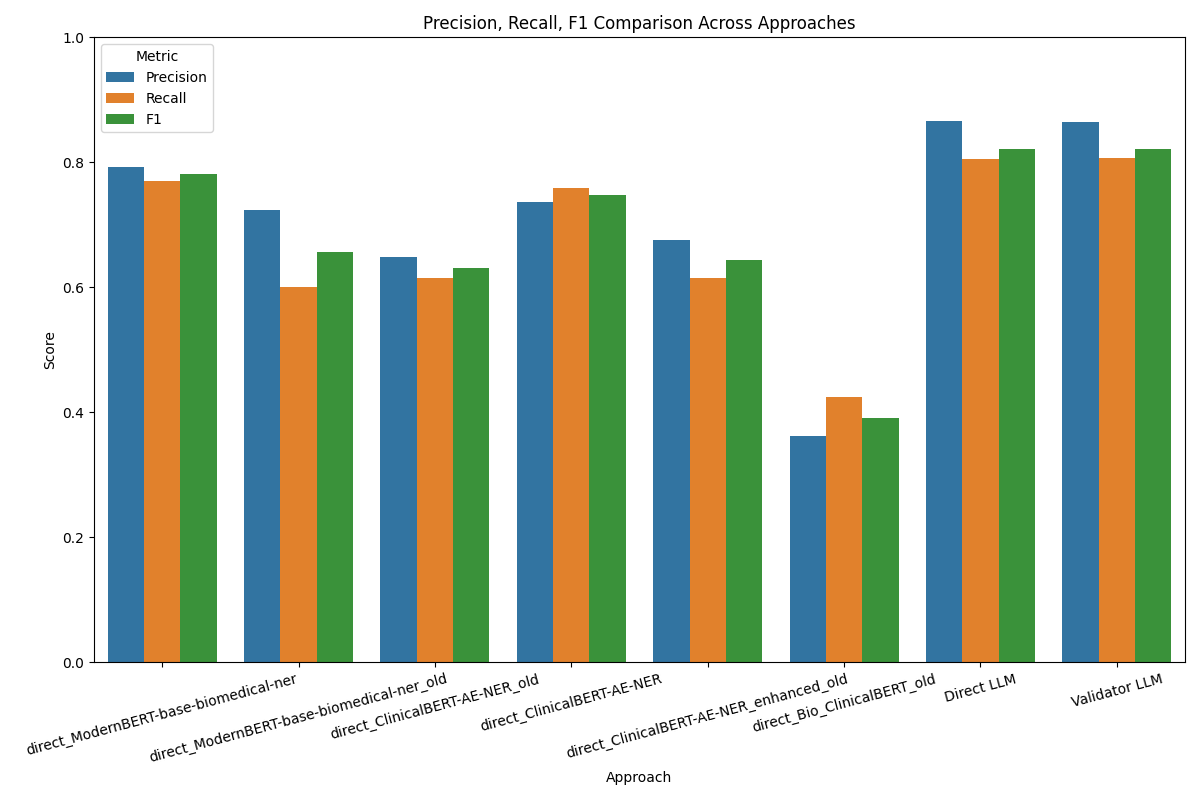 Precision, Recall, F1 Comparison Across Approaches
Metric
Precision
Recall
F1
Score
1.0
0.8
0.6
0.4
0.2
0.0
direct_ModernBERT-base-biomedical-ner
direct_ModernBERT-base-biomedical-ner_old
direct_ClinicalBERT-AE-NER_old
direct_ClinicalBERT-AE-NER
direct_ClinicalBERT-AE-NER_enhanced_old
direct_Bio_ClinicalBERT_old
Direct LLM
Validator LLM
Approach